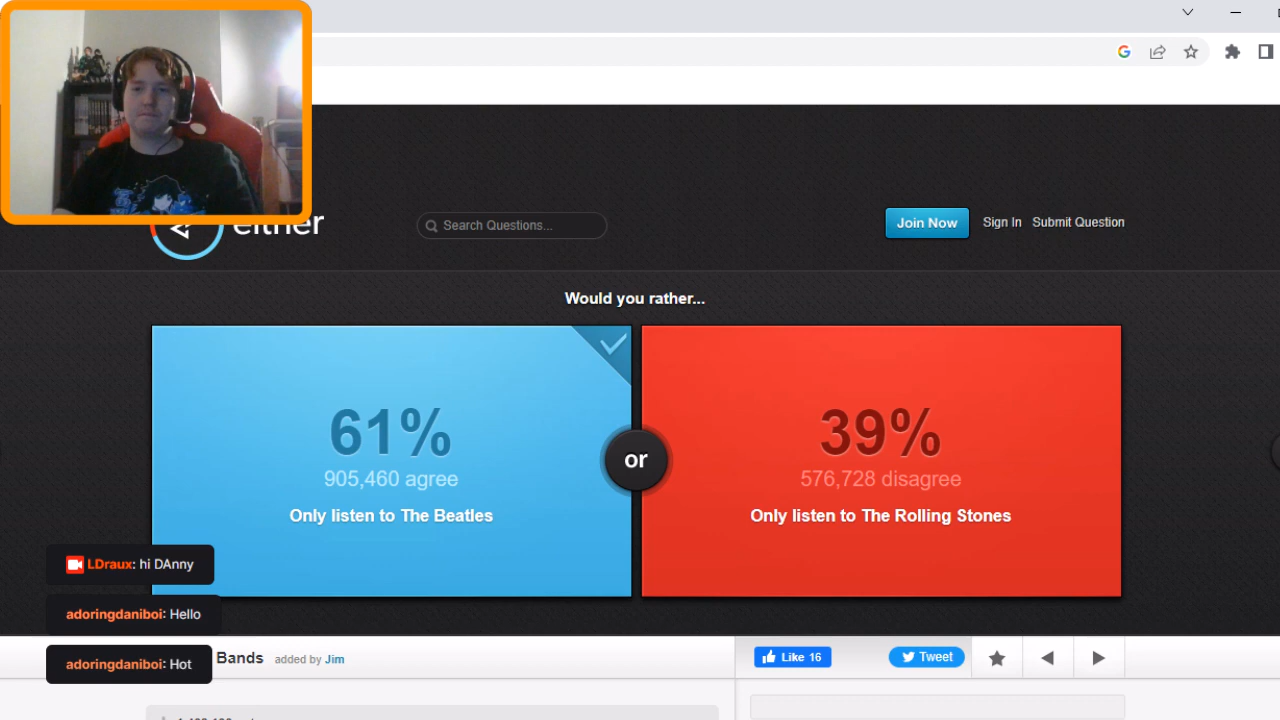 either
Search Questions...
Join Now
Sign In
Submit Question
Would you rather...
61%
905,460 agree
Only listen to The Beatles
or
39%
576,728 disagree
Only listen to The Rolling Stones
LDraux: hi DAnny
adoringdaniboi: Hello
adoringdaniboi: Hot
Bands added by Jim
Like 16
Tweet